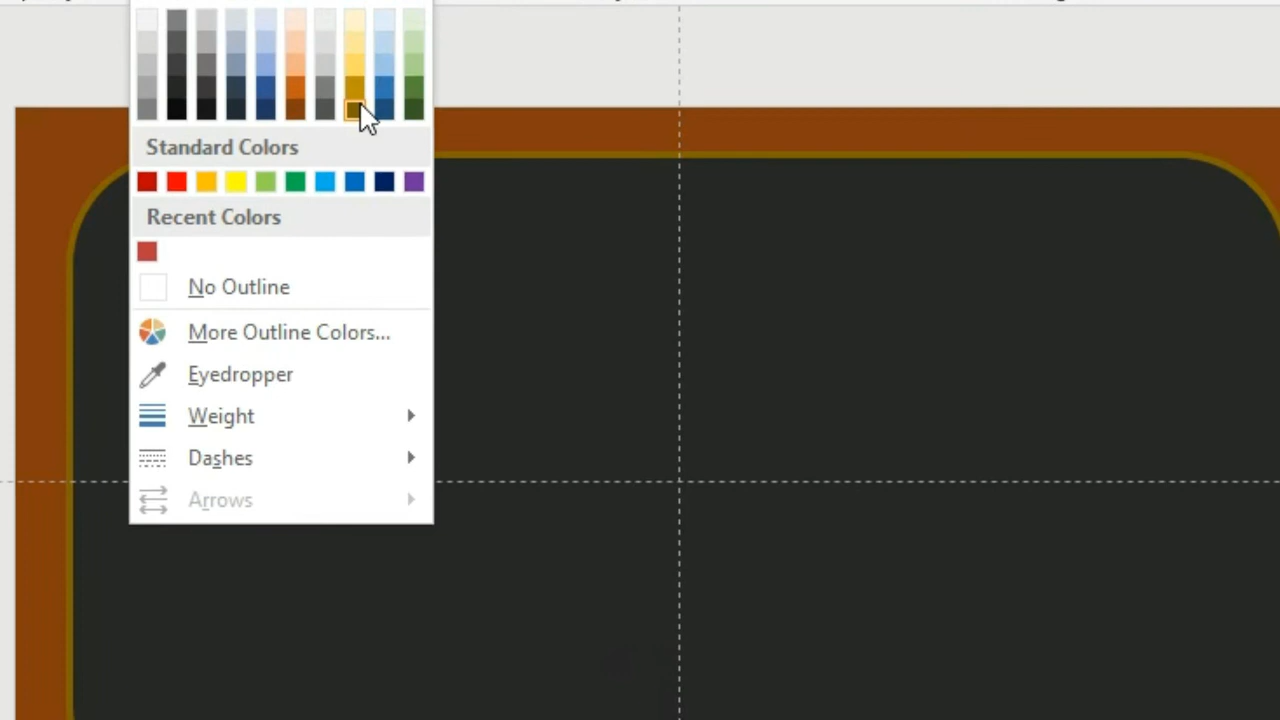 Standard Colors
Recent Colors
No Outline
More Outline Colors...
Eyedropper
Weight
Dashes
Arrows